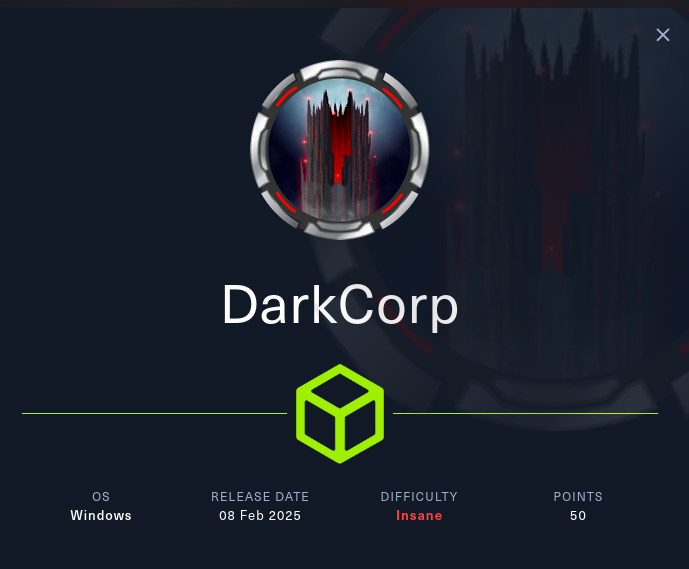 DarkCorp
OS RELEASE DATE DIFFICULTY POINTS
Windows 08 Feb 2025 Insane 50